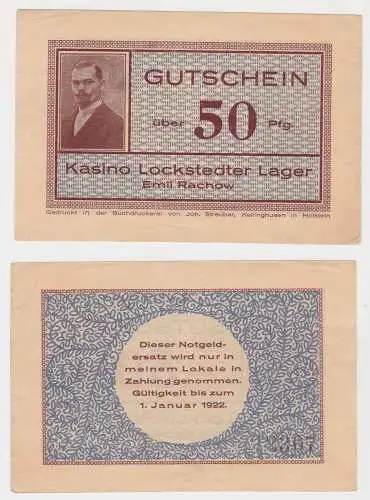 GUTSCHEIN
über 50 Pfg.
Kasino Lockstedter Lager
Emil Rachow
Gedruckt in der Buchdruckerei von Joh. Streubel, Kellinghusen in Holstein
Dieser Notgeld-
ersatz wird nur in
meinem Lokale in
Zahlung genommen.
Gültigkeit bis zum
1. Januar 1922.